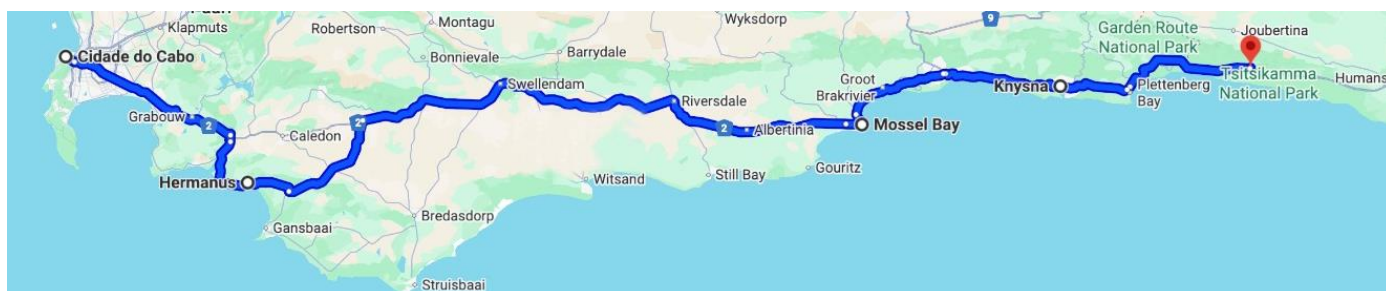 Klapmuts
Montagu
Wyksdorp
9
Robertson
Garden Route
National Park
Joubertina
Cidade do Cabo
Bonnievale
Barrydale
Swellendam
Groot
Brakrivier
Knysna
Plettenberg
Bay
Tsitsikamma
National Park
Humans
Grabouw
2
Caledon
2
Riversdale
2
Albertinia
Mossel Bay
Hermanus
Witsand
Still Bay
Gouritz
Bredasdorp
Gansbaai
Struisbaai